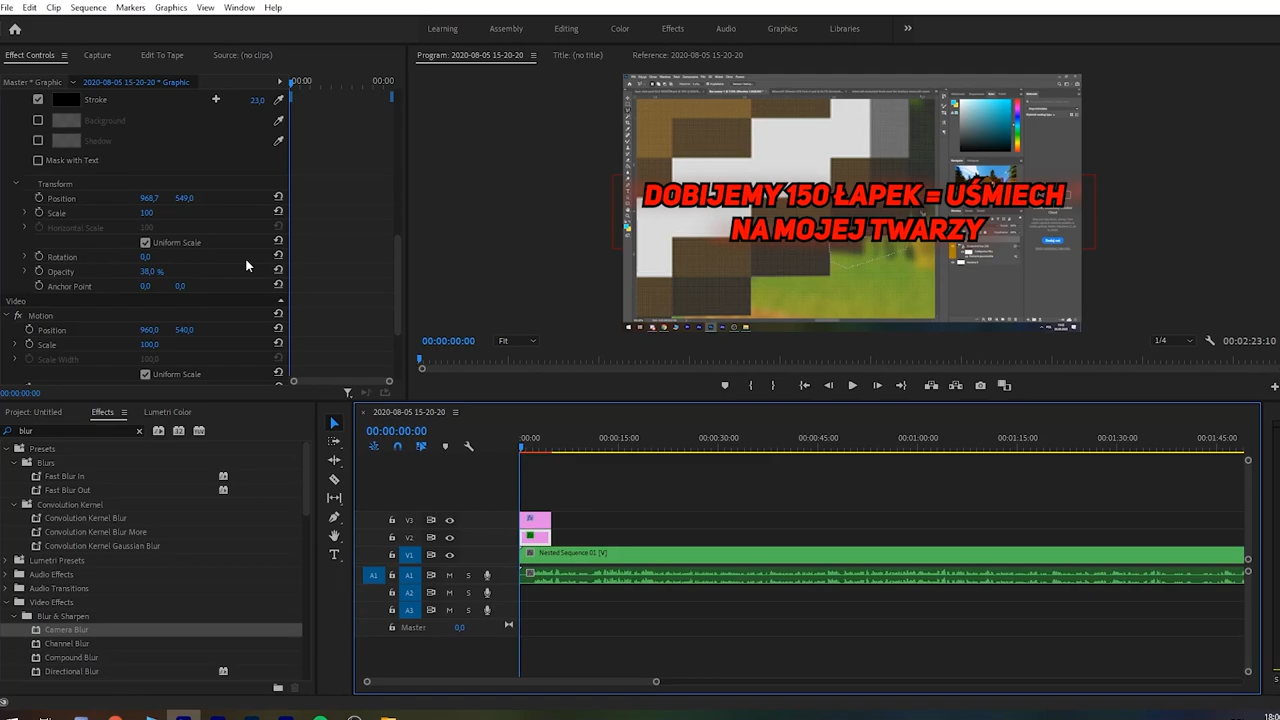 File Edit Clip Sequence Markers Graphics View Window Help
Learning Assembly Editing Color Effects Audio Graphics Libraries
Effect Controls Capture Edit To Tape Source: (no clips)
Program: 2020-08-05 15-20-20 Title: (no title) Reference: 2020-08-05 15-20-20
Master * Graphic 2020-08-05 15-20-20 * Graphic :00:00 00:00
Stroke 23,0
Background
Shadow
Mask with Text
Transform
Position 968,7 549,0
Scale 100
Horizontal Scale 100
Uniform Scale
Rotation 0,0
Opacity 38,0 %
Anchor Point 0,0 0,0
Video
Motion
Position 960,0 540,0
Scale 100,0
Scale Width 100,0
Uniform Scale
00:00:00:00
DOBIJEMY 150 ŁAPEK = UŚMIECH
NA MOJEJ TWARZY
00:00:00:00 Fit 1/4 00:02:23:10
Project: Untitled Effects Lumetri Color
blur
Presets
Blurs
Fast Blur In
Fast Blur Out
Convolution Kernel
Convolution Kernel Blur
Convolution Kernel Blur More
Convolution Kernel Gaussian Blur
Lumetri Presets
Audio Effects
Audio Transitions
Video Effects
Blur & Sharpen
Camera Blur
Channel Blur
Compound Blur
Directional Blur
2020-08-05 15-20-20
00:00:00:00
:00:00 00:00:15:00 00:00:30:00 00:00:45:00 00:01:00:00 00:01:15:00 00:01:30:00 00:01:45:00
V3 fx
V2
V1 Nested Sequence 01 [V]
A1 A1 M S
A2 M S
A3 M S
Master 0,0